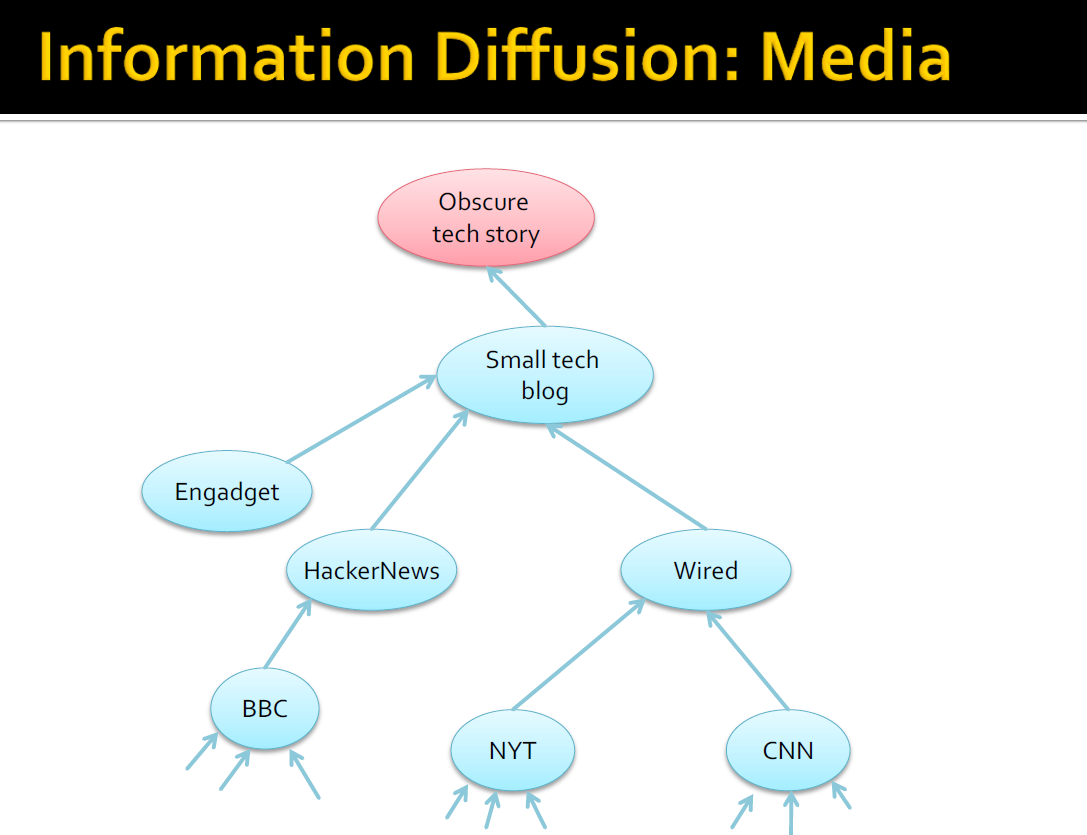 Information Diffusion: Media
Obscure
tech story
Small tech
blog
Engadget
HackerNews
Wired
BBC
NYT
CNN